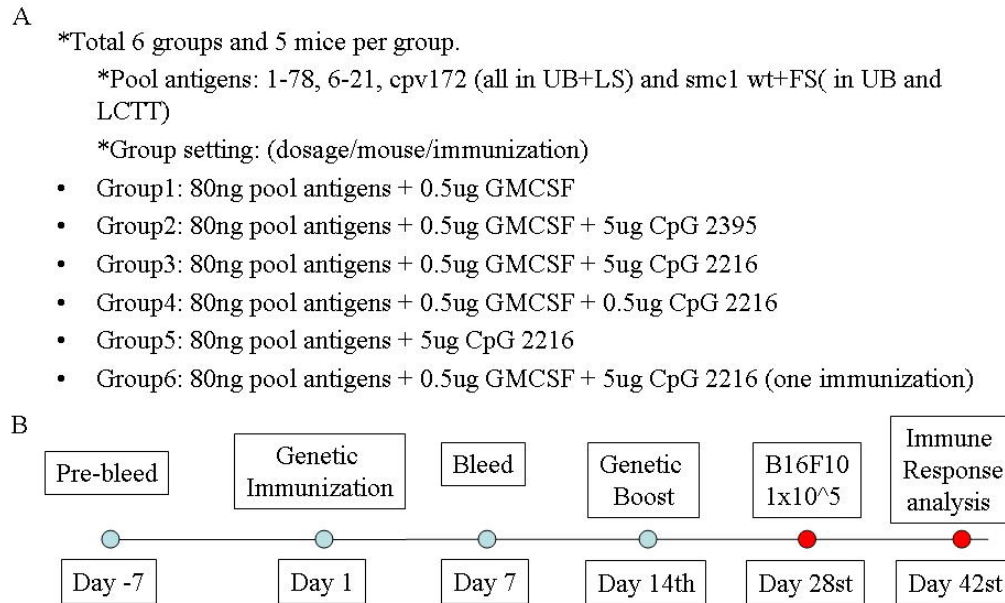 A
*Total 6 groups and 5 mice per group.
*Pool antigens: 1-78, 6-21, cpv172 (all in UB+LS) and smc1 wt+FS( in UB and
LCTT)
*Group setting: (dosage/mouse/immunization)
• Group1: 80ng pool antigens + 0.5ug GMCSF
• Group2: 80ng pool antigens + 0.5ug GMCSF + 5ug CpG 2395
• Group3: 80ng pool antigens + 0.5ug GMCSF + 5ug CpG 2216
• Group4: 80ng pool antigens + 0.5ug GMCSF + 0.5ug CpG 2216
• Group5: 80ng pool antigens + 5ug CpG 2216
• Group6: 80ng pool antigens + 0.5ug GMCSF + 5ug CpG 2216 (one immunization)
B
Pre-bleed
Genetic
Immunization
Bleed
Genetic
Boost
B16F10
1x10^5
Immune
Response
analysis
Day -7
Day 1
Day 7
Day 14th
Day 28st
Day 42st